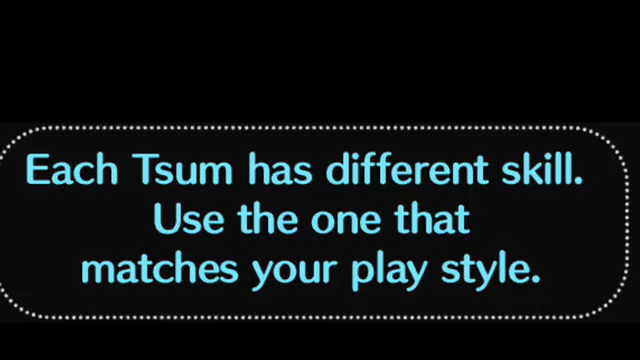 Each Tsum has different skill.
Use the one that
matches your play style.